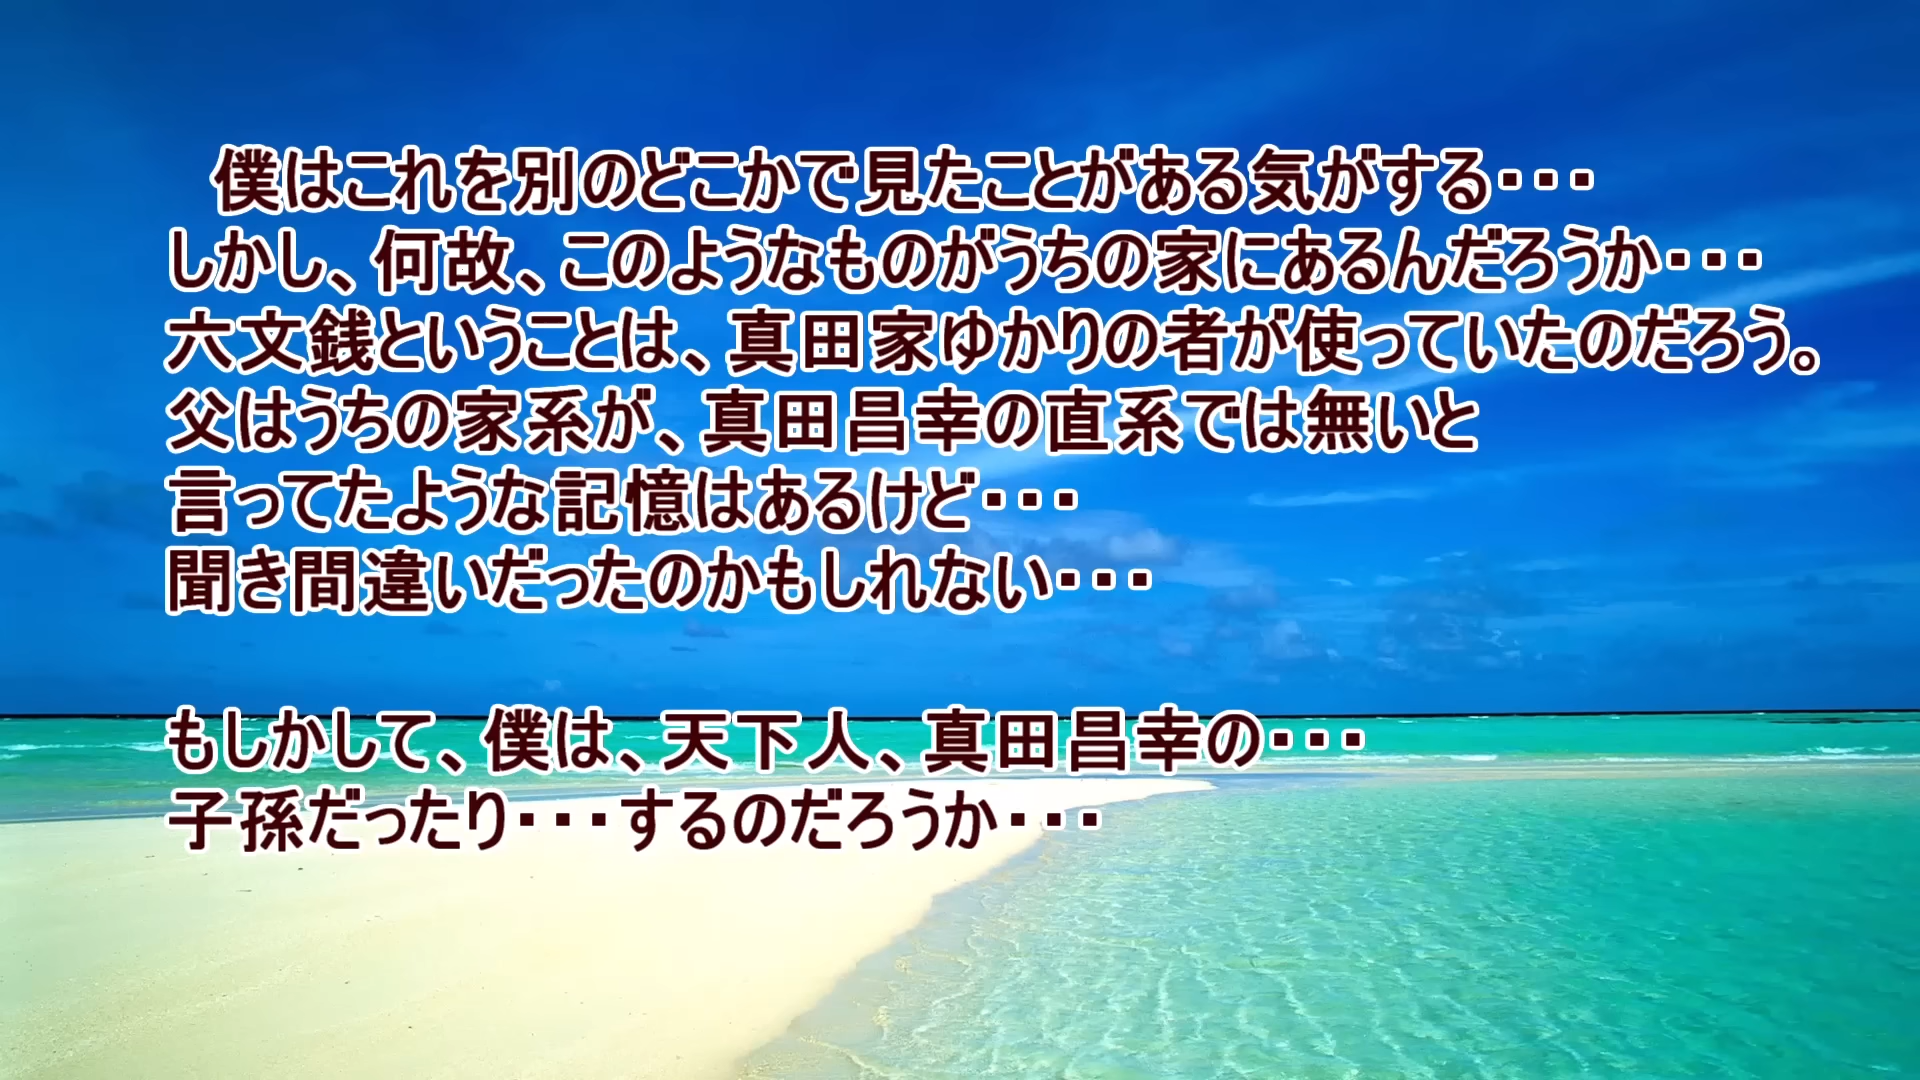 僕はこれを別のどこかで見たことがある気がする・・・
しかし、何故、このようなものがうちの家にあるんだろうか・・・
六文銭ということは、真田家ゆかりの者が使っていたのだろう。
父はうちの家系が、真田昌幸の直系では無いと
言ってたような記憶はあるけど・・・
聞き間違いだったのかもしれない・・・
もしかして、僕は、天下人、真田昌幸の・・・
子孫だったり・・・するのだろうか・・・